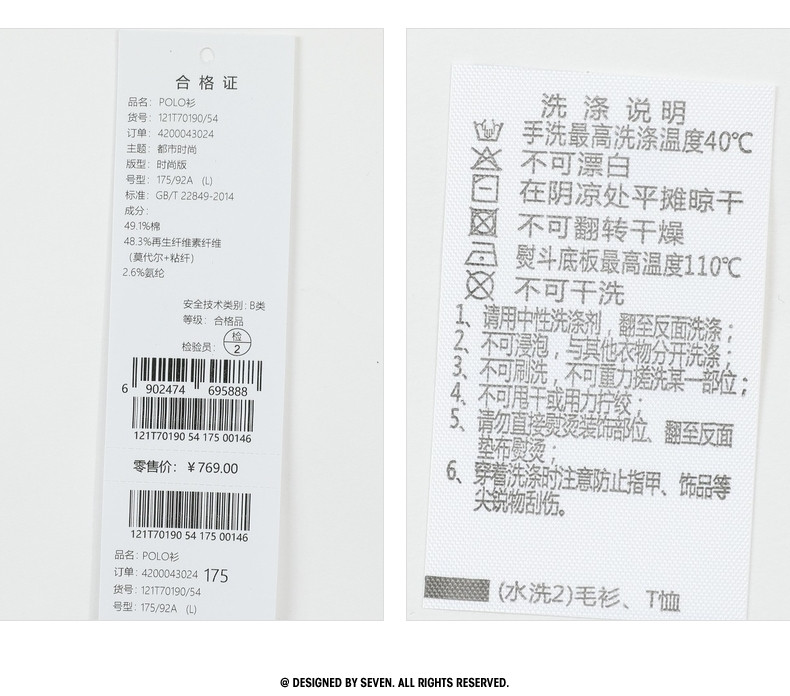 合格证
品名: POLO衫
货号: 121T70190/54
订单: 4200043024
主题: 都市时尚
版型: 时尚版
号型: 175/92A (L)
标准: GB/T 22849-2014
成分:
49.1%棉
48.3%再生纤维素纤维
(莫代尔+粘纤)
2.6%氨纶
安全技术类别: B类
等级: 合格品
检验员: 检 2
6 902474 695888
121T70190 54 175 00146
零售价: ￥769.00
121T70190 54 175 00146
品名: POLO衫
订单: 4200043024 175
货号: 121T70190/54
号型: 175/92A (L)
洗涤说明
手洗最高洗涤温度40℃
不可漂白
在阴凉处平摊晾干
不可翻转干燥
熨斗底板最高温度110℃
不可干洗
1、请用中性洗涤剂，翻至反面洗涤；
2、不可浸泡，与其他衣物分开洗涤；
3、不可刷洗，不可重力搓洗某一部位；
4、不可甩干或用力拧绞；
5、请勿直接熨烫装饰部位、翻至反面
垫布熨烫；
6、穿着洗涤时注意防止指甲、饰品等
尖锐物刮伤。
(水洗2)毛衫、T恤
@ DESIGNED BY SEVEN. ALL RIGHTS RESERVED.